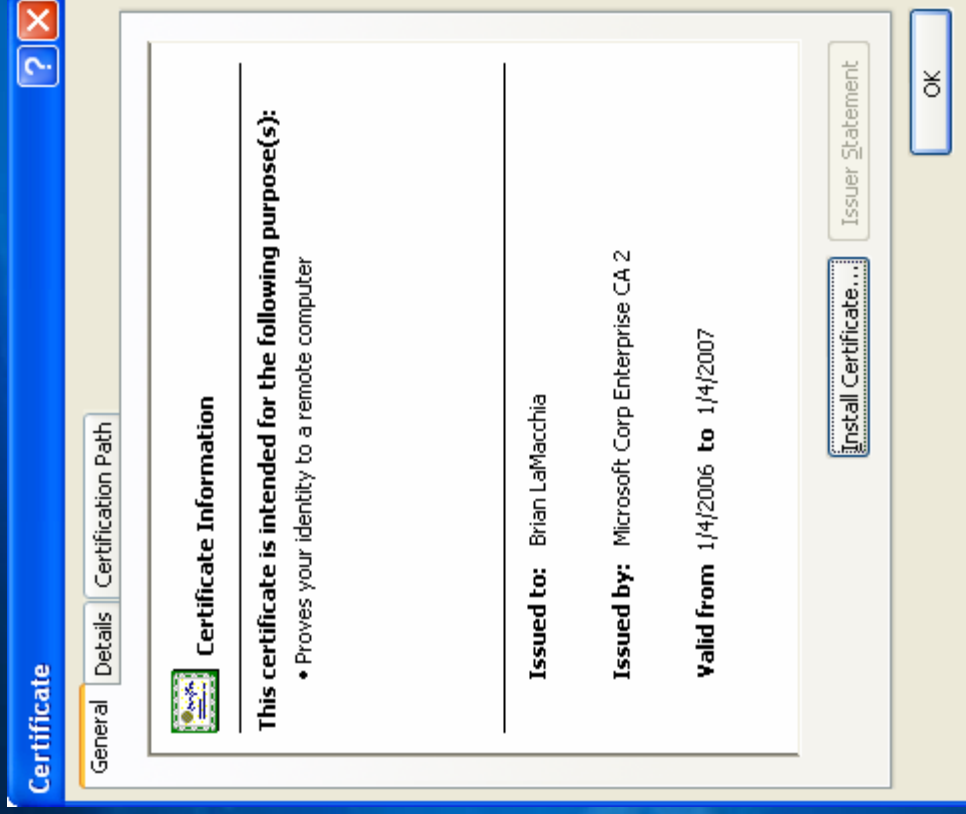 Certificate
General Details Certification Path
Certificate Information
This certificate is intended for the following purpose(s):
• Proves your identity to a remote computer
Issued to: Brian LaMacchia
Issued by: Microsoft Corp Enterprise CA 2
Valid from 1/4/2006 to 1/4/2007
Install Certificate... Issuer Statement
OK